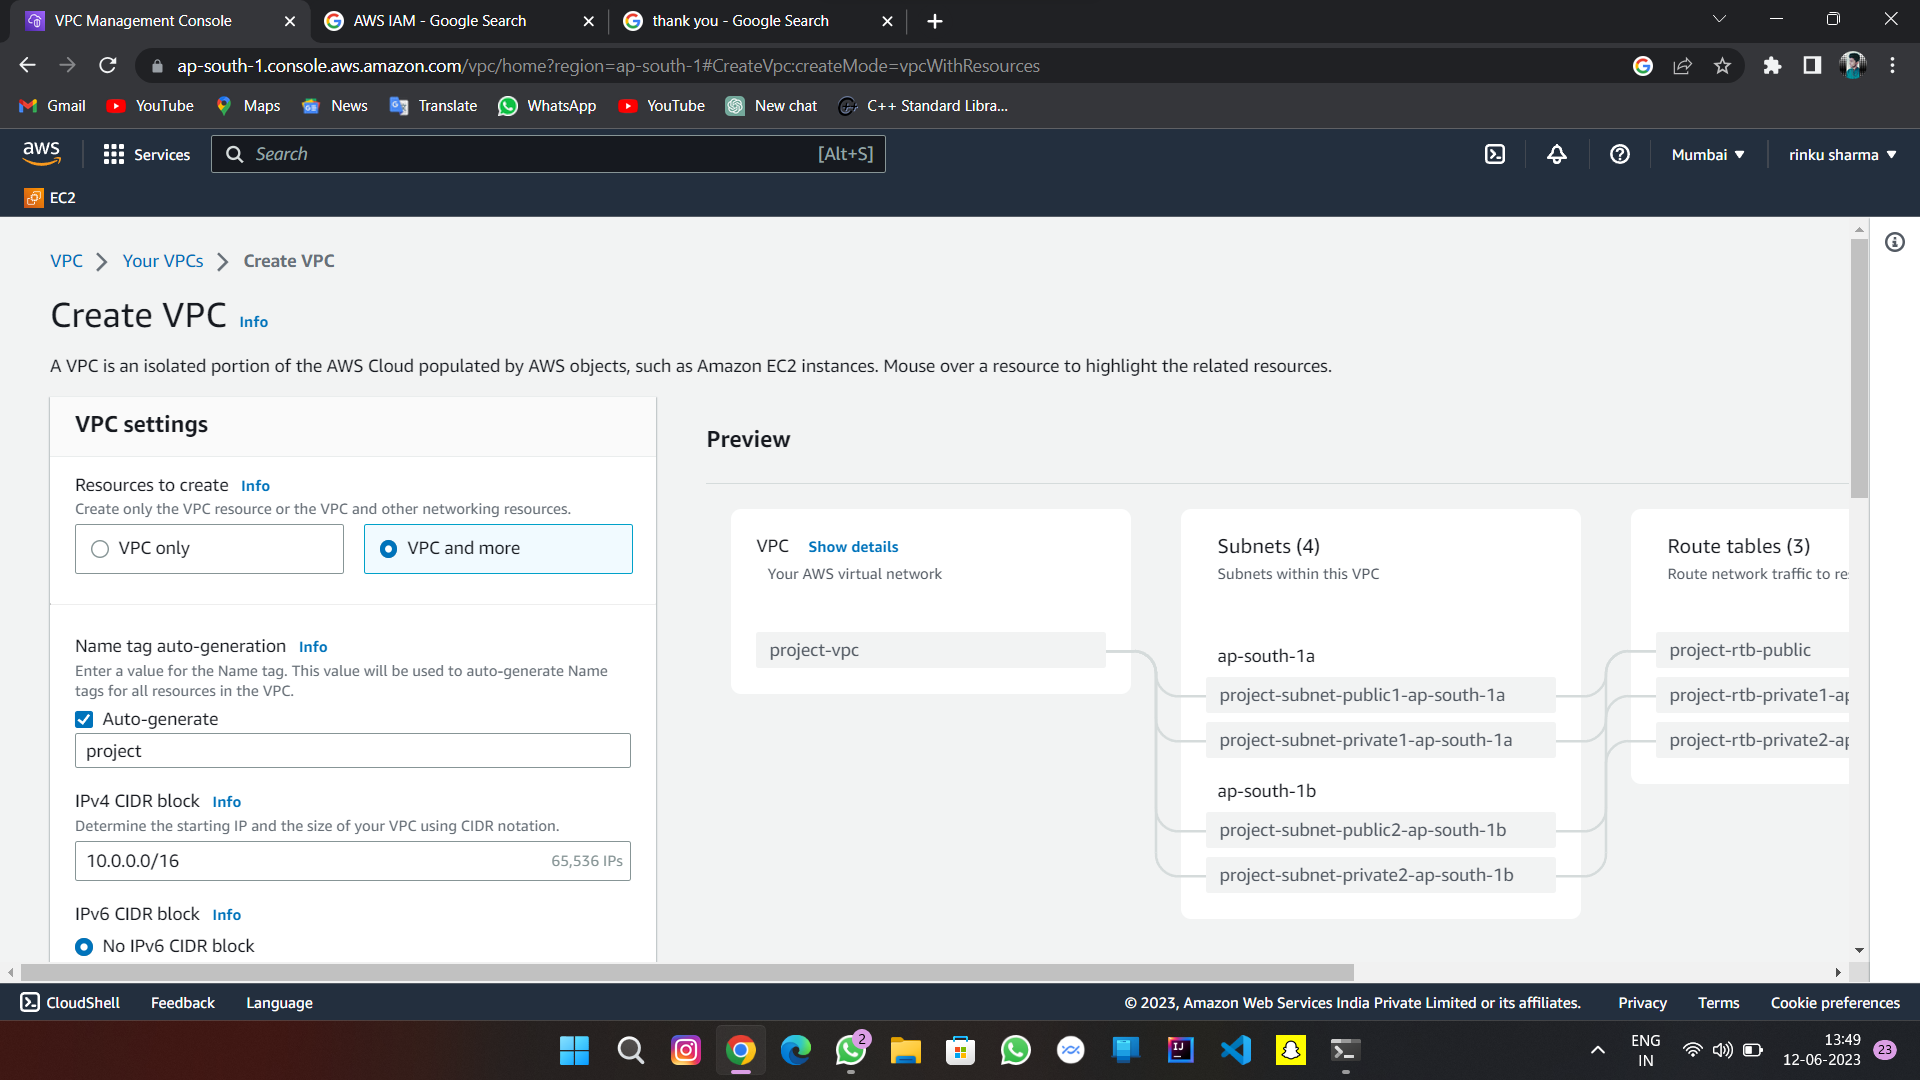 VPC Management Console
AWS IAM - Google Search
thank you - Google Search
ap-south-1.console.aws.amazon.com/vpc/home?region=ap-south-1#CreateVpc:createMode=vpcWithResources
Gmail YouTube Maps News Translate WhatsApp YouTube New chat C++ Standard Libra...
aws Services Search [Alt+S] Mumbai rinku sharma
EC2
VPC Your VPCs Create VPC
Create VPC Info
A VPC is an isolated portion of the AWS Cloud populated by AWS objects, such as Amazon EC2 instances. Mouse over a resource to highlight the related resources.
VPC settings
Resources to create Info
Create only the VPC resource or the VPC and other networking resources.
VPC only VPC and more
Name tag auto-generation Info
Enter a value for the Name tag. This value will be used to auto-generate Name
tags for all resources in the VPC.
Auto-generate
project
IPv4 CIDR block Info
Determine the starting IP and the size of your VPC using CIDR notation.
10.0.0.0/16 65,536 IPs
IPv6 CIDR block Info
No IPv6 CIDR block
Preview
VPC Show details
Your AWS virtual network
project-vpc
Subnets (4)
Subnets within this VPC
ap-south-1a
project-subnet-public1-ap-south-1a
project-subnet-private1-ap-south-1a
ap-south-1b
project-subnet-public2-ap-south-1b
project-subnet-private2-ap-south-1b
Route tables (3)
Route network traffic to re
project-rtb-public
project-rtb-private1-ap
project-rtb-private2-ap
CloudShell Feedback Language © 2023, Amazon Web Services India Private Limited or its affiliates. Privacy Terms Cookie preferences
2
IJ
ENG
IN
13:49
12-06-2023
23